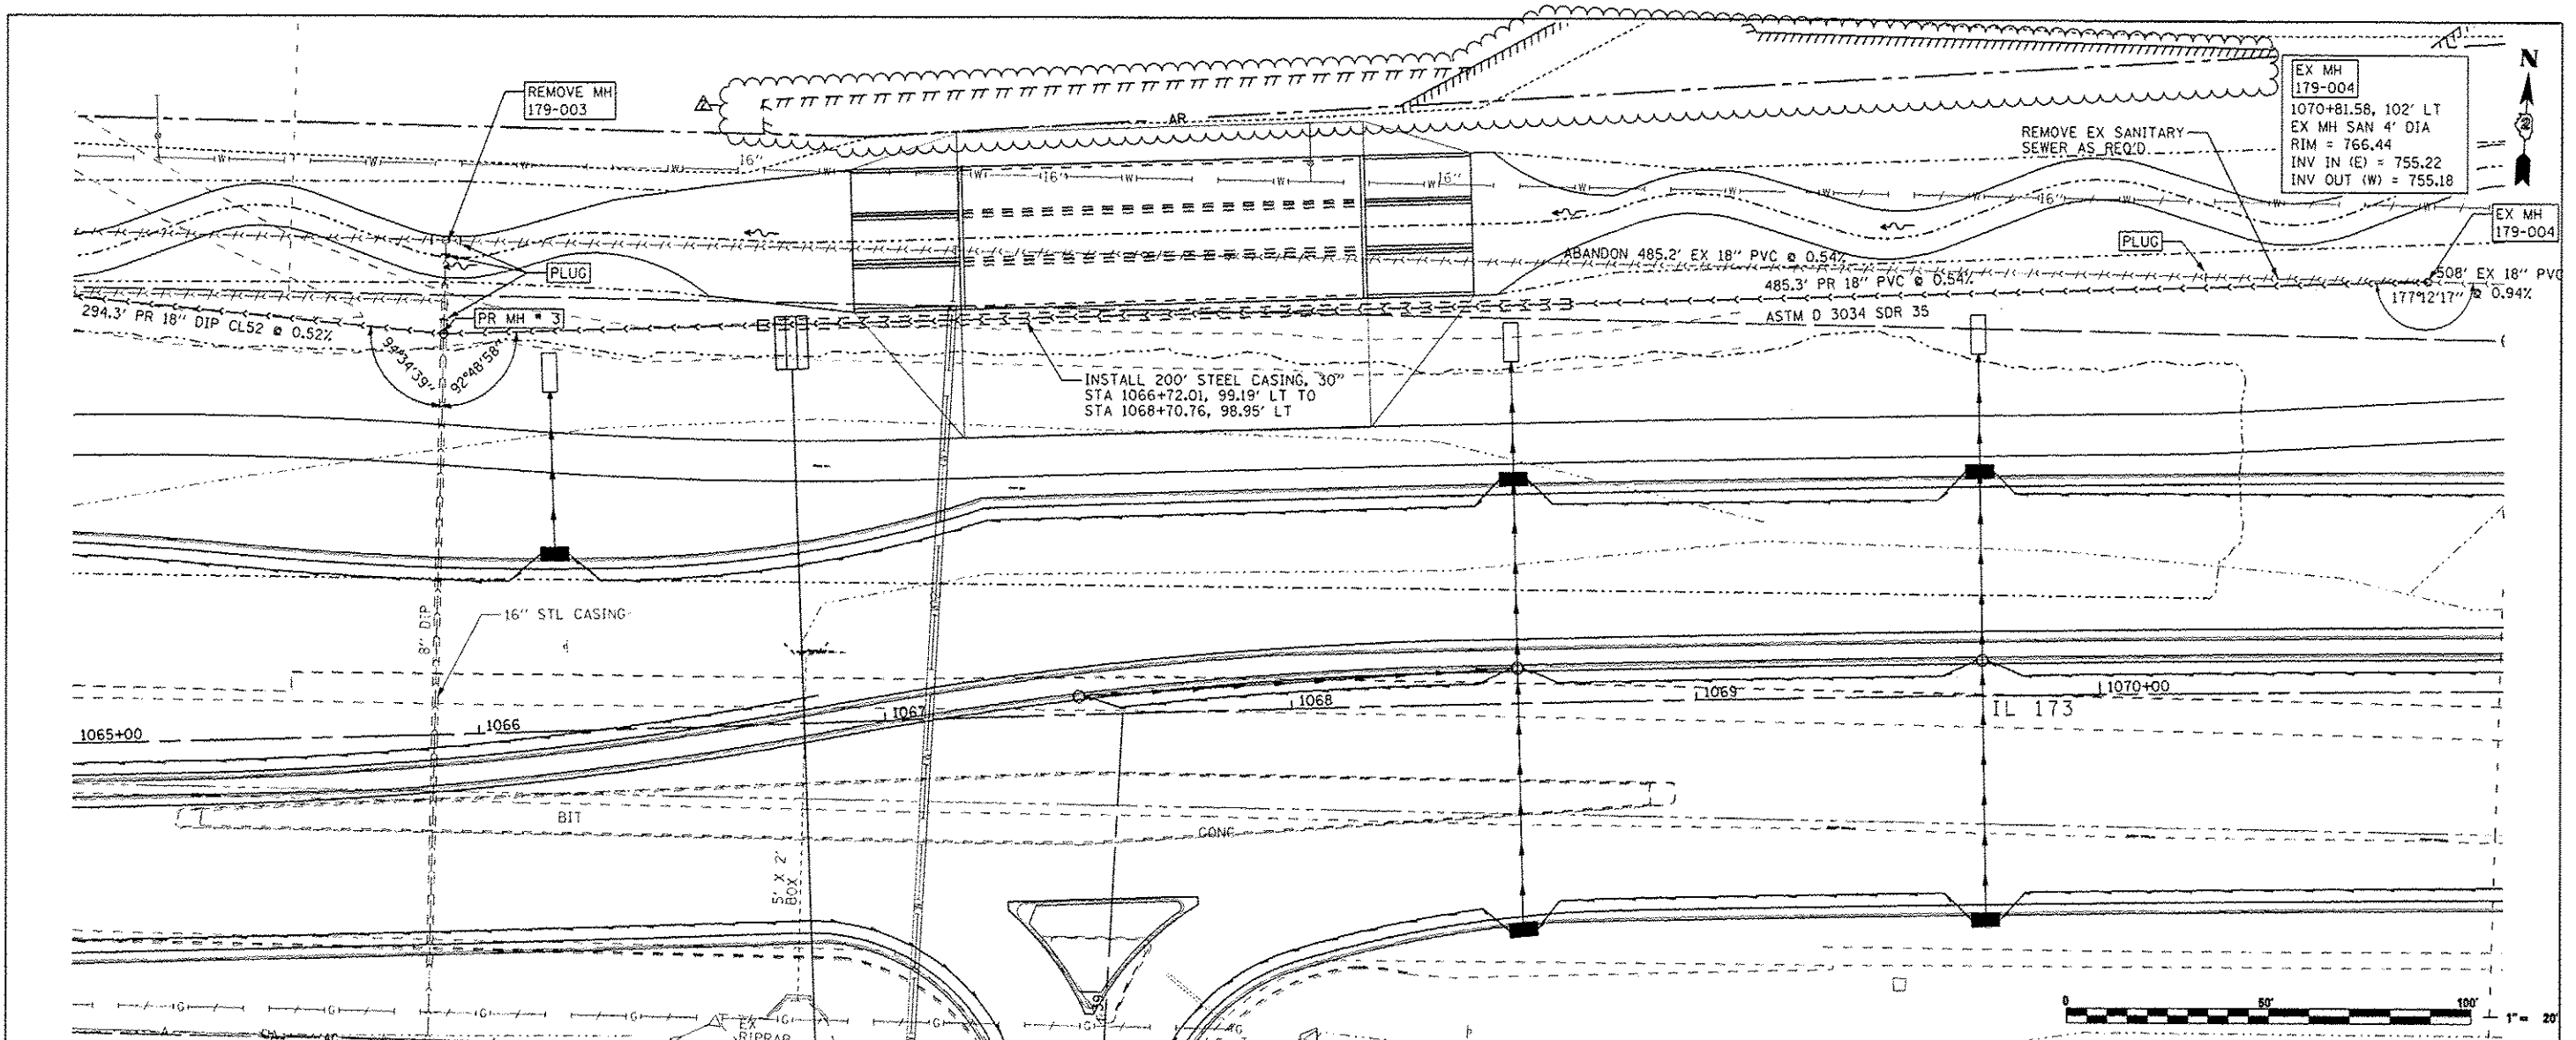 REMOVE MH
179-003
AR
N
EX MH
179-004
1070+81.58, 102' LT
EX MH SAN 4' DIA
RIM = 766.44
INV IN (E) = 755.22
INV OUT (W) = 755.18
REMOVE EX SANITARY
SEWER AS REQ'D
16"
16"
16"
16"
EX MH
179-004
PLUG
PLUG
ABANDON 485.2' EX 18" PVC @ 0.54%
485.3' PR 18" PVC @ 0.54%
508' EX 18" PVC
@ 0.94%
177°12'17"
ASTM D 3034 SDR 35
294.3' PR 18" DIP CL52 @ 0.52%
PR MH # 3
94°34'39"
92°48'58"
INSTALL 200' STEEL CASING, 30"
STA 1066+72.01, 99.19' LT TO
STA 1068+70.76, 98.95' LT
8" DIP
16" STL CASING
1065+00
1066
1067
1068
1069
1070+00
IL 173
BIT
CONC
5' X 2'
BOX
EX
RIPRAP
0
50'
100'
1" = 20'